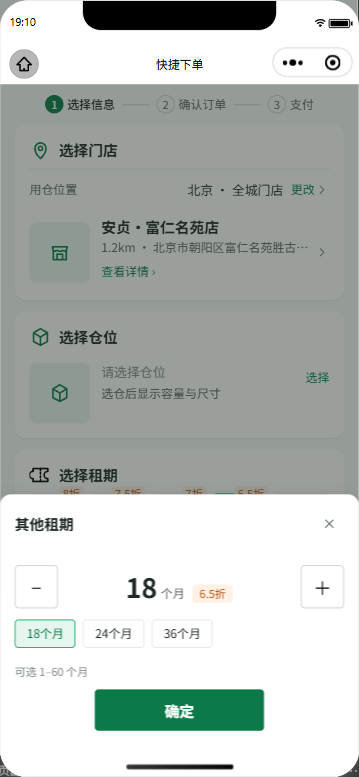 19:10
快捷下单
1 选择信息 2 确认订单 3 支付
选择门店
用仓位置 北京 · 全城门店 更改 ›
安贞·富仁名苑店
1.2km · 北京市朝阳区富仁名苑胜古…
查看详情 ›
选择仓位
请选择仓位
选择
选仓后显示容量与尺寸
选择租期
8折 7.5折 7折 6.5折
其他租期
− 18 个月 6.5折 +
18个月 24个月 36个月
可选 1–60 个月
确定